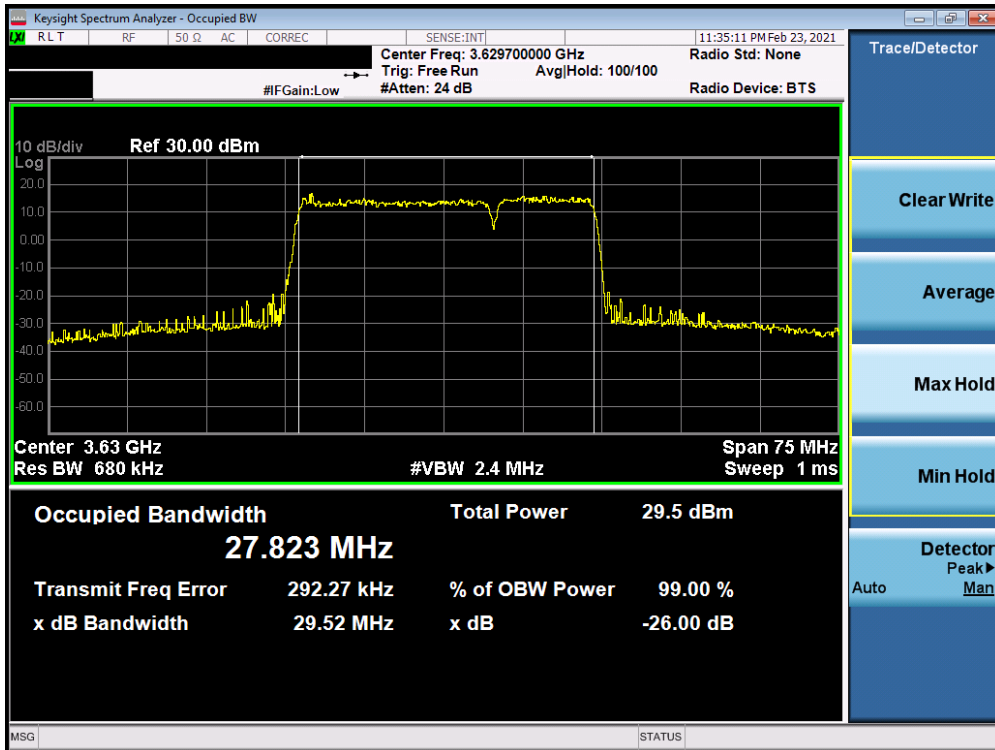 Keysight Spectrum Analyzer - Occupied BW
LXI RLT RF 50 Ω AC CORREC SENSE:INT 11:35:11 PM Feb 23, 2021
Center Freq: 3.629700000 GHz Radio Std: None
Trig: Free Run Avg|Hold: 100/100
#IFGain:Low #Atten: 24 dB Radio Device: BTS
10 dB/div Ref 30.00 dBm
Log
20.0
10.0
0.00
-10.0
-20.0
-30.0
-40.0
-50.0
-60.0
Center 3.63 GHz Span 75 MHz
Res BW 680 kHz #VBW 2.4 MHz Sweep 1 ms
Occupied Bandwidth Total Power 29.5 dBm
27.823 MHz
Transmit Freq Error 292.27 kHz % of OBW Power 99.00 %
x dB Bandwidth 29.52 MHz x dB -26.00 dB
MSG STATUS
Trace/Detector
Clear Write
Average
Max Hold
Min Hold
Detector
Peak▶
Auto Man